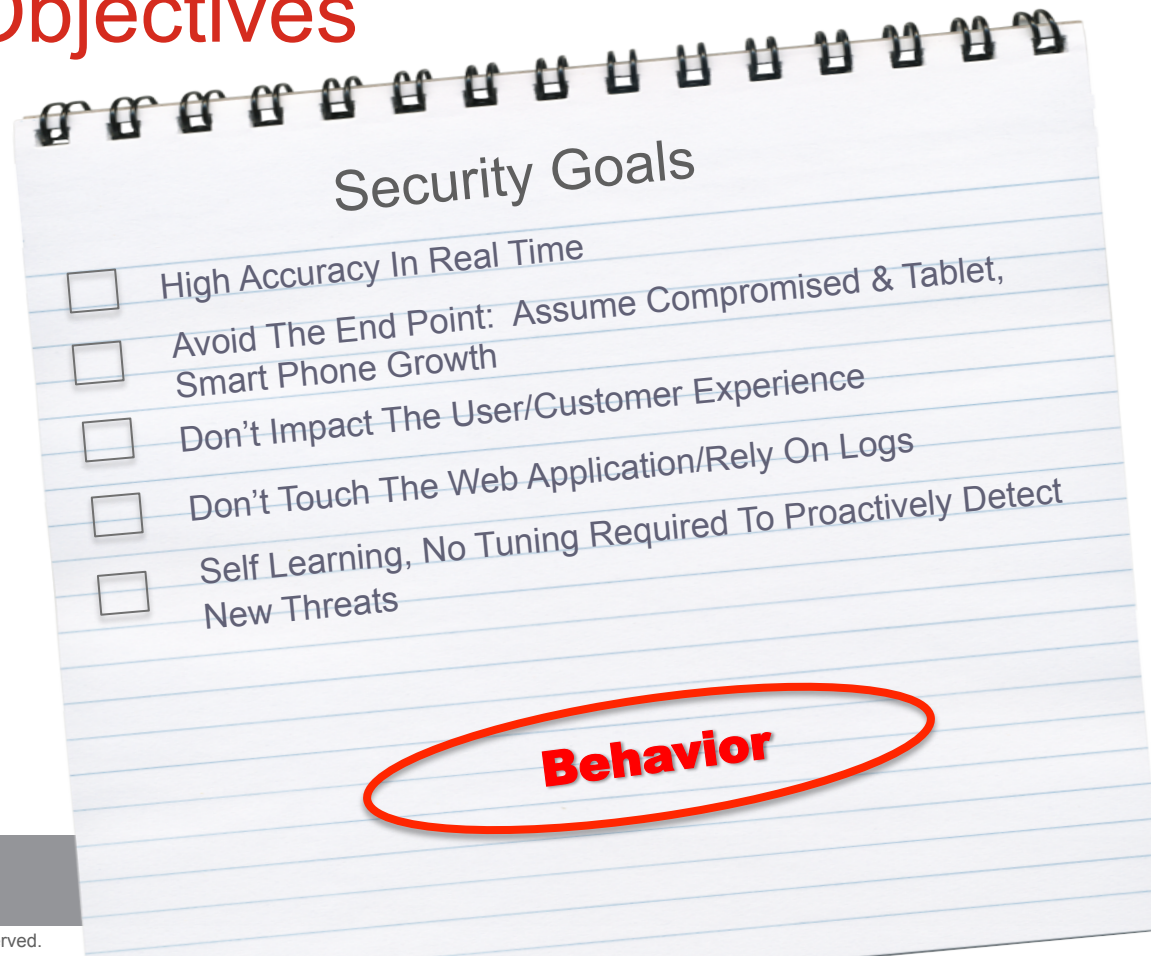 Objectives
Security Goals
High Accuracy In Real Time
Avoid The End Point:  Assume Compromised & Tablet,
Smart Phone Growth
Don't Impact The User/Customer Experience
Don't Touch The Web Application/Rely On Logs
Self Learning, No Tuning Required To Proactively Detect
New Threats
Behavior
rved.